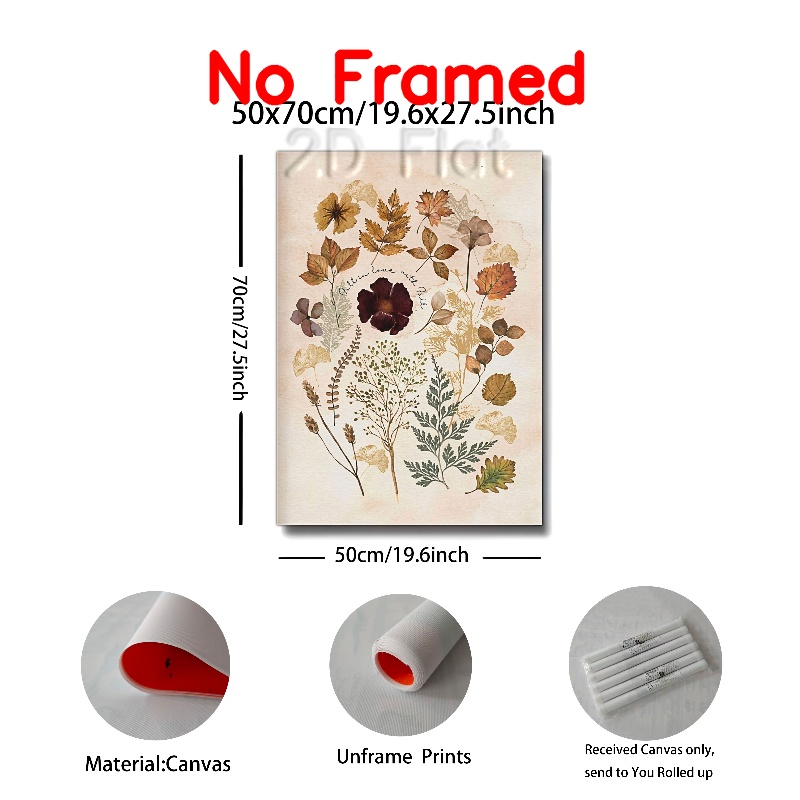 No Framed
50x70cm/19.6x27.5inch
2D Flat
70cm/27.5inch
50cm/19.6inch
Material:Canvas
Unframe Prints
Received Canvas only,
send to You Rolled up